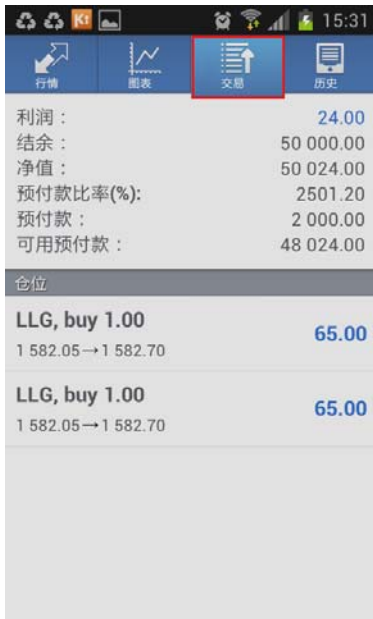 K
15:31
行情 图表 交易 历史
利润： 24.00
结余： 50 000.00
净值： 50 024.00
预付款比率(%): 2501.20
预付款： 2 000.00
可用预付款： 48 024.00
仓位
LLG, buy 1.00 65.00
1 582.05→1 582.70
LLG, buy 1.00 65.00
1 582.05→1 582.70